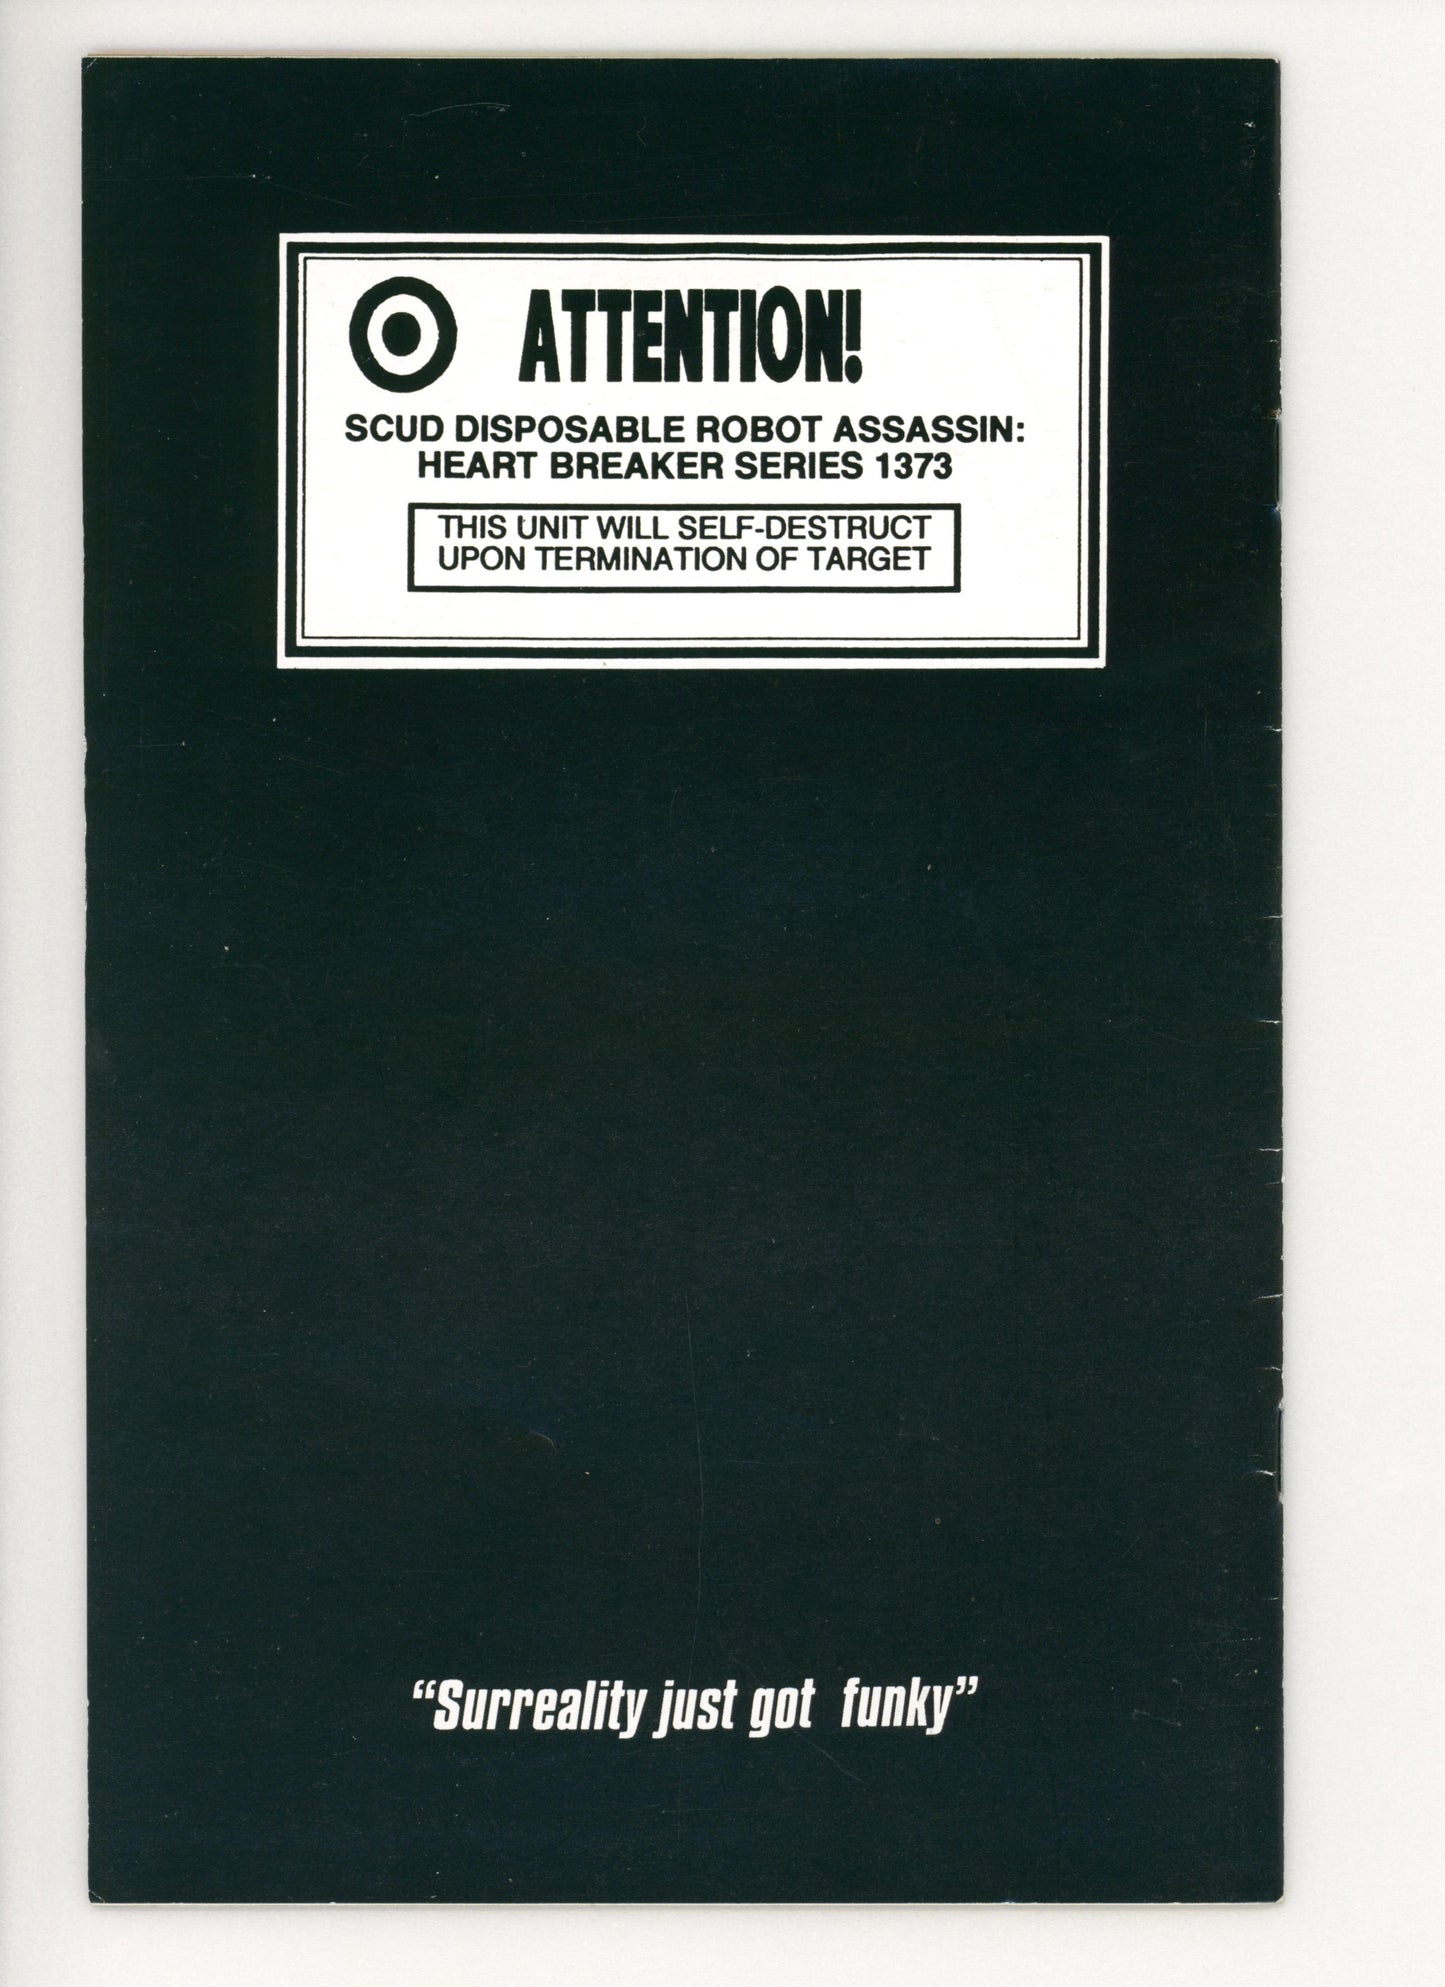 ATTENTION!
SCUD DISPOSABLE ROBOT ASSASSIN:
HEART BREAKER SERIES 1373
THIS UNIT WILL SELF-DESTRUCT
UPON TERMINATION OF TARGET
“Surreality just got funky”